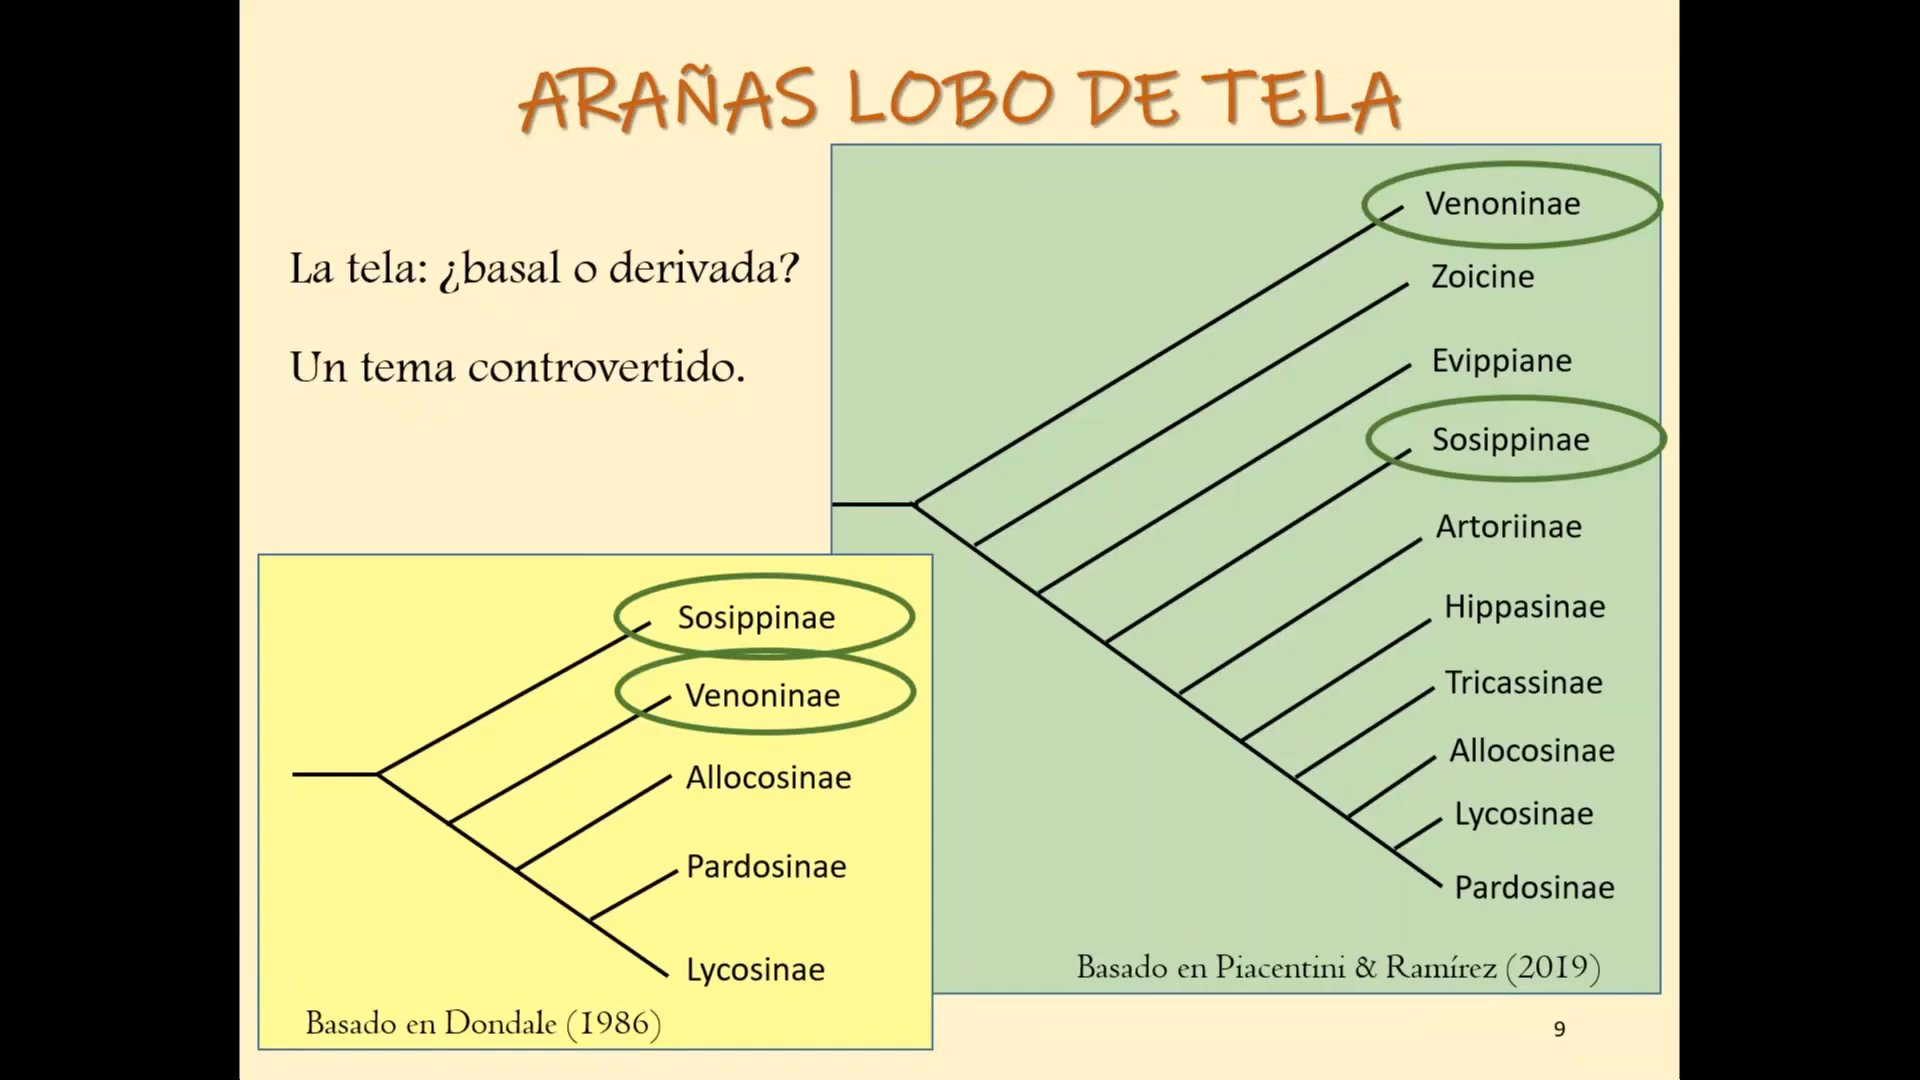 ARAÑAS LOBO DE TELA
La tela: ¿basal o derivada?
Un tema controvertido.
Venoninae
Zoicine
Evippiane
Sosippinae
Artoriinae
Hippasinae
Tricassinae
Allocosinae
Lycosinae
Pardosinae
Basado en Piacentini & Ramírez (2019)
Sosippinae
Venoninae
Allocosinae
Pardosinae
Lycosinae
Basado en Dondale (1986)
9